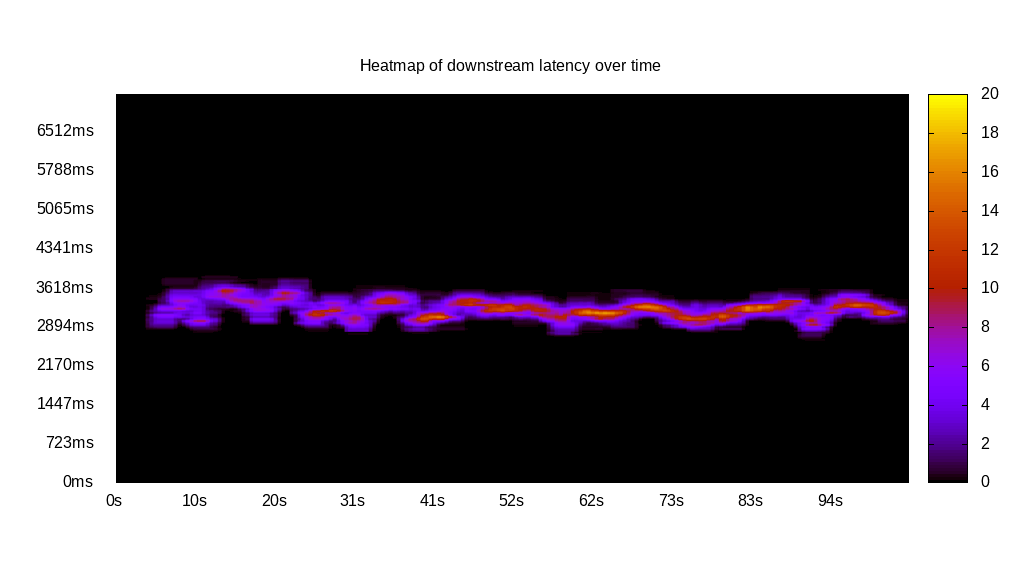 Heatmap of downstream latency over time
6512ms
5788ms
5065ms
4341ms
3618ms
2894ms
2170ms
1447ms
723ms
0ms
0s 10s 20s 31s 41s 52s 62s 73s 83s 94s
20
18
16
14
12
10
8
6
4
2
0